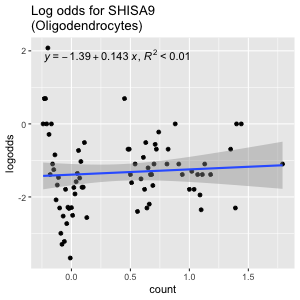 Log odds for SHISA9
(Oligodendrocytes)
y = −1.39 + 0.143 x, R² < 0.01
logodds
2
0
-2
0.0 0.5 1.0 1.5
count